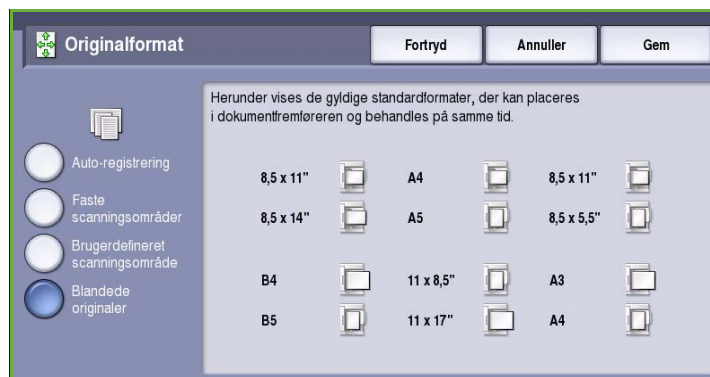 Originalformat
Fortryd
Annuller
Gem
Herunder vises de gyldige standardformater, der kan placeres
i dokumentfremføreren og behandles på samme tid.
Auto-registrering
Faste
scanningsområder
Brugerdefineret
scanningsområde
Blandede
originaler
8,5 x 11" A4 8,5 x 11"
8,5 x 14" A5 8,5 x 5,5"
B4 11 x 8,5" A3
B5 11 x 17" A4